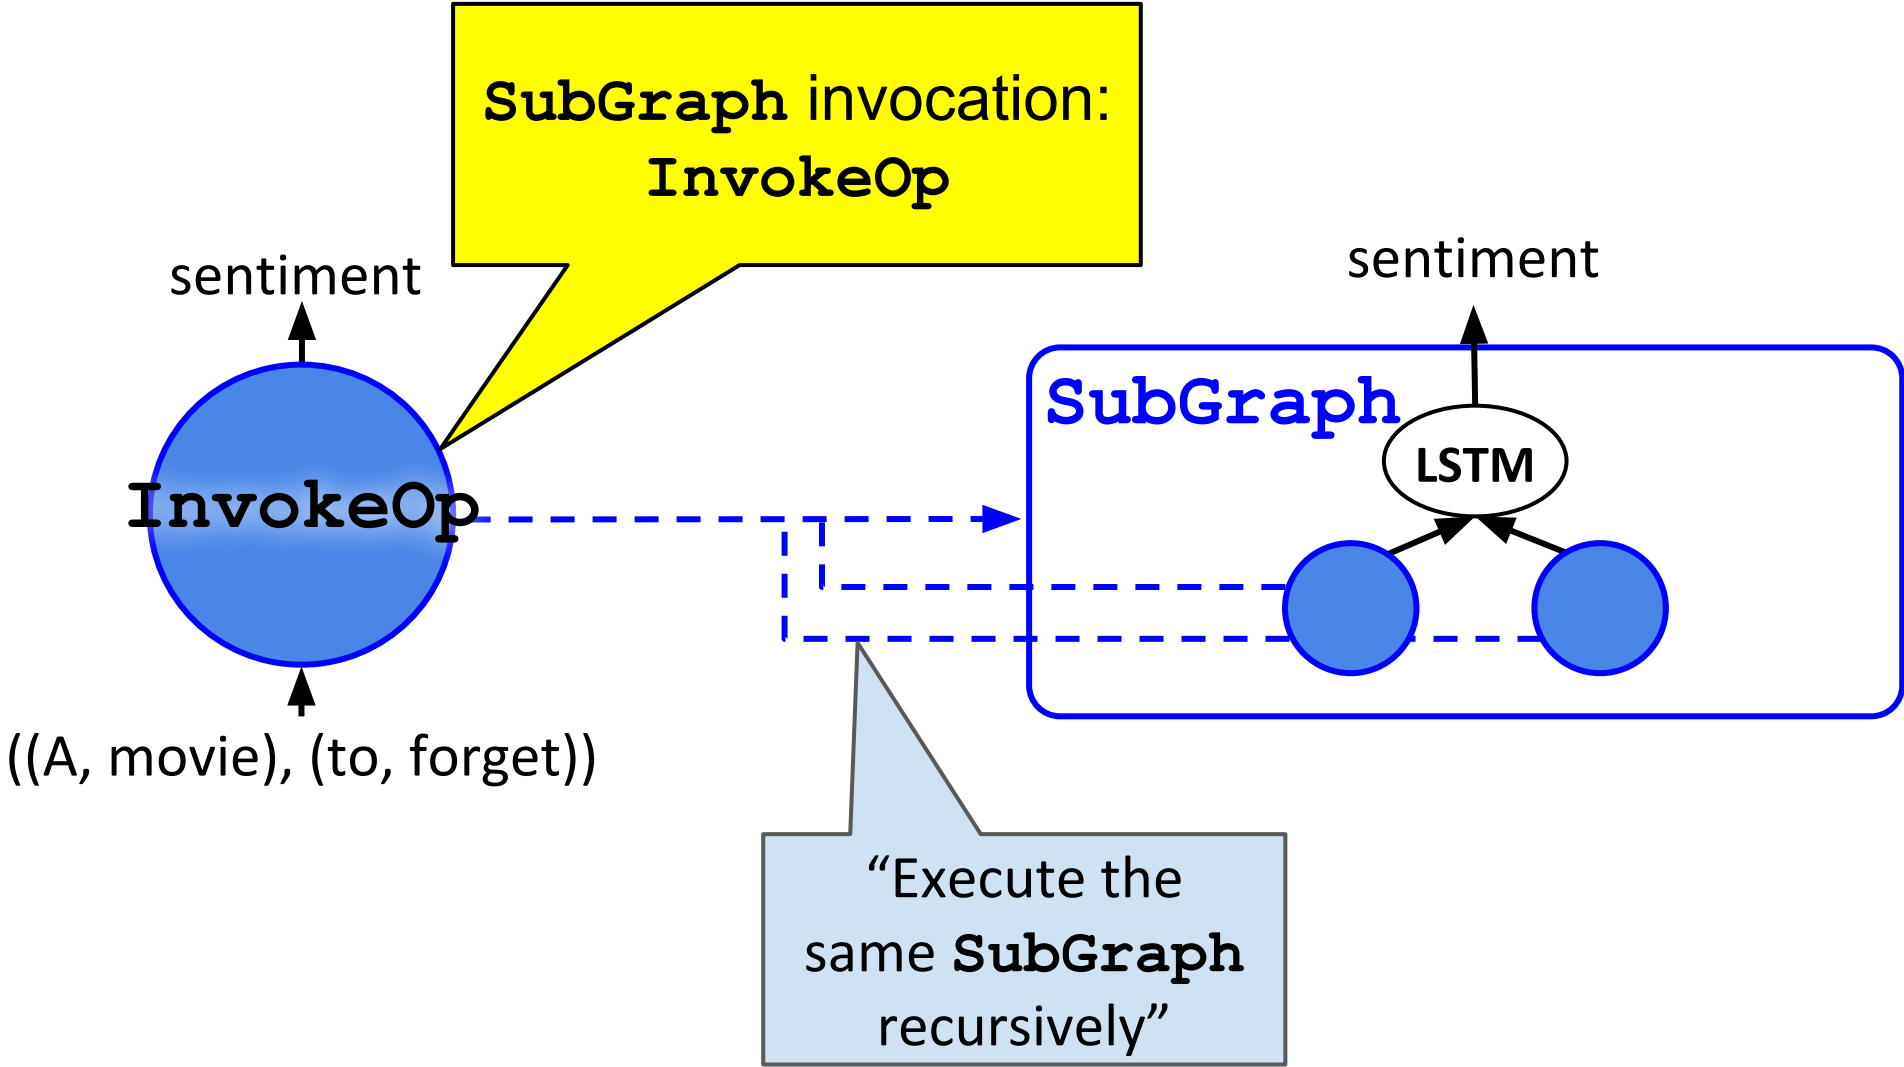 SubGraph invocation:
InvokeOp
sentiment
sentiment
SubGraph
LSTM
InvokeOp
((A, movie), (to, forget))
“Execute the
same SubGraph
recursively”